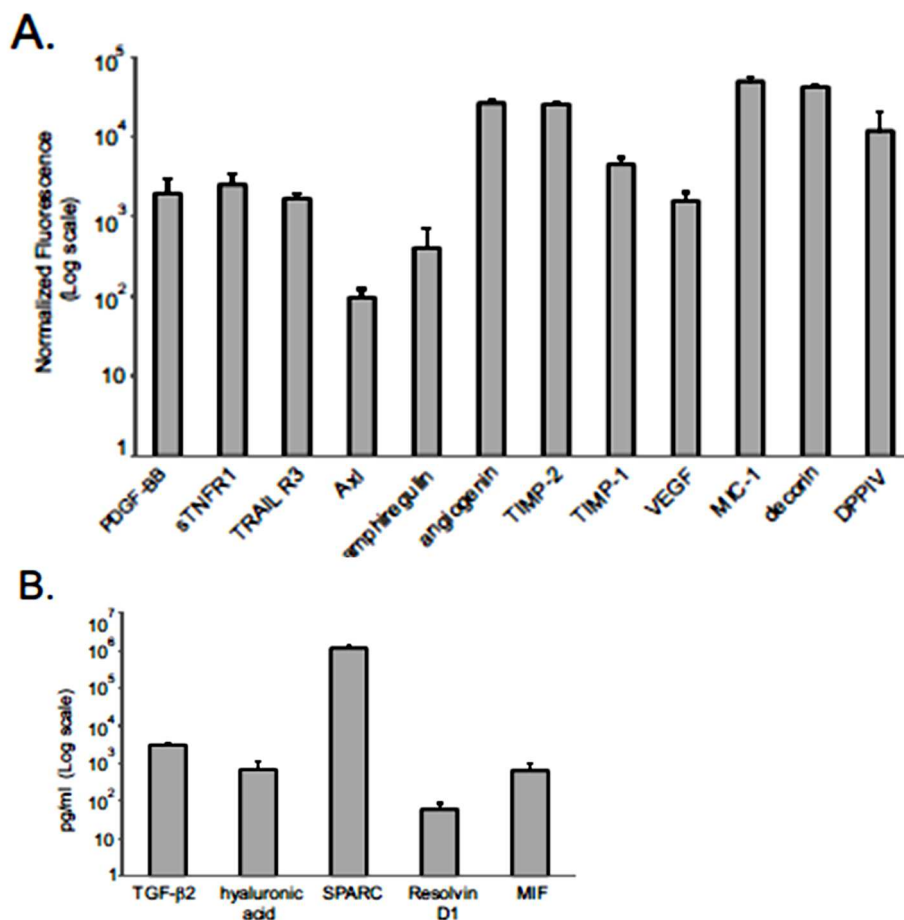 A.
Normalized Fluorescence
(Log scale)
10⁵
10⁴
10³
10²
10
1
PDGF-BB
sTNFR1
TRAIL R3
Axl
amphiregulin
angiogenin
TIMP-2
TIMP-1
VEGF
MIC-1
decorin
DPPIV
B.
pg/ml (Log scale)
10⁷
10⁶
10⁵
10⁴
10³
10²
10
1
TGF-β2
hyaluronic
acid
SPARC
Resolvin
D1
MIF